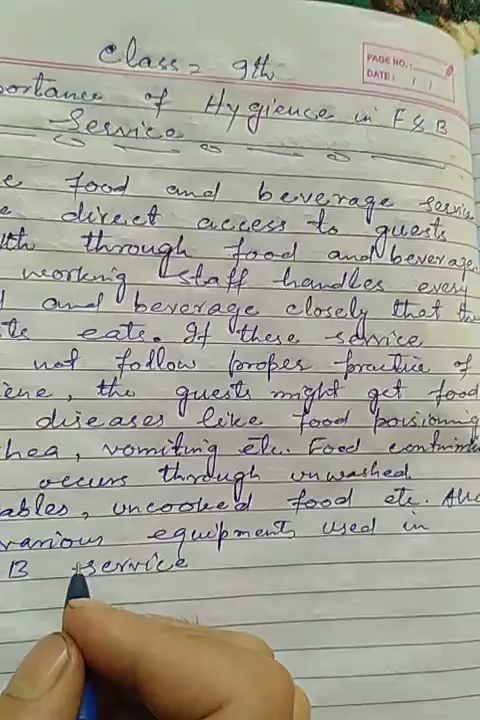 PAGE NO.:
DATE: / /
Class = 9th
portance of Hygience in F & B
Service
e food and beverage service
e direct access to guests
lth through food and beverage.
working staff handles every
d and beverage closely that the
ts eats. If these service
not follow proper practice of
iene, the guests might get food
diseases like food poisioning
hea, vomiting etc. Food contamin
occurs through unwashed
ables, uncooked food etc. Also
various equipments used in
B service